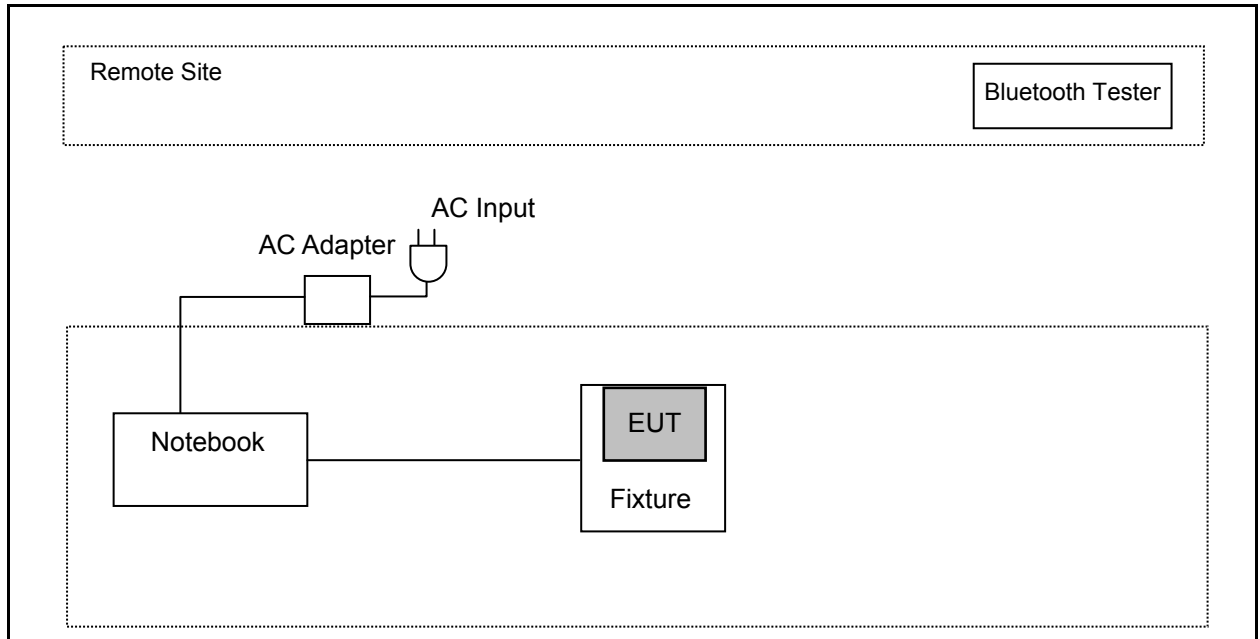 Remote Site
Bluetooth Tester
AC Input
AC Adapter
Notebook
EUT
Fixture